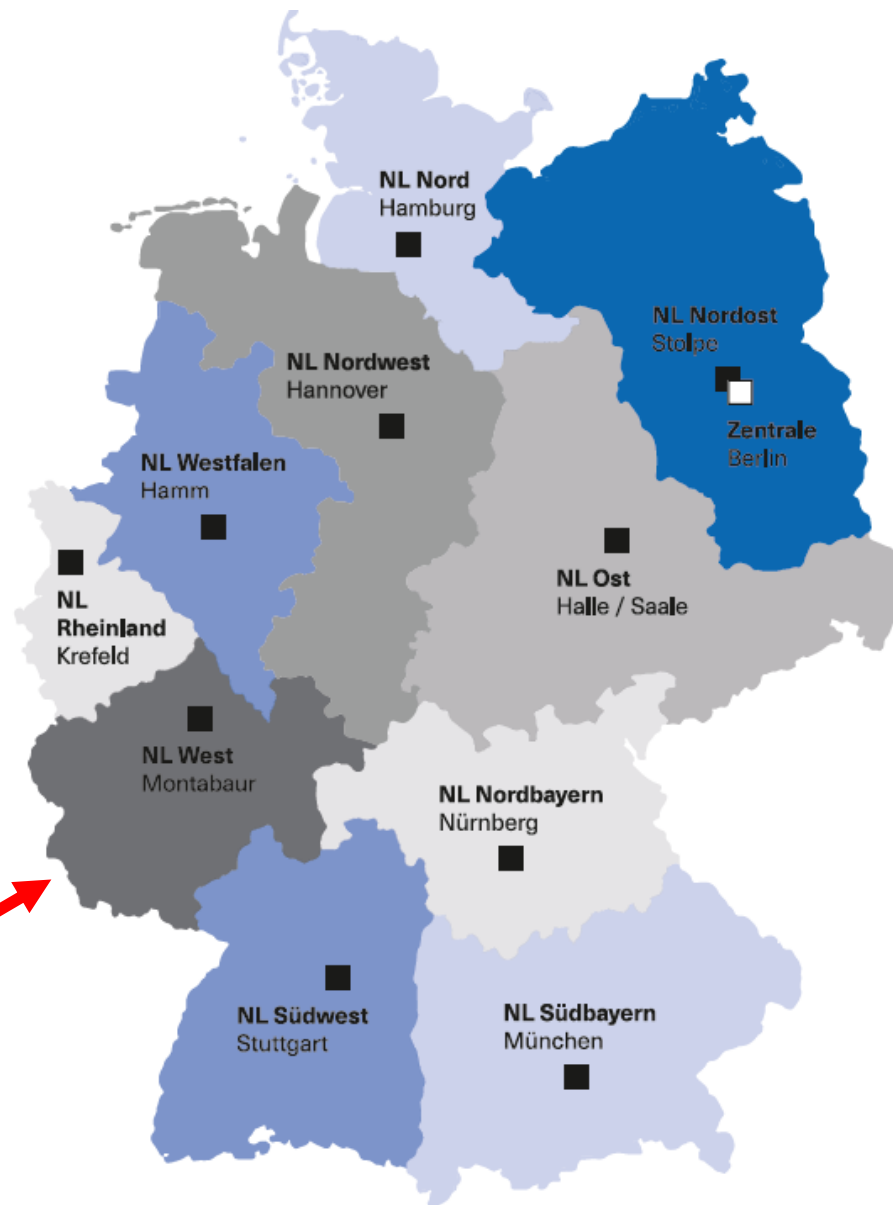 NL Nord
Hamburg
NL Nordost
Stolpe
NL Nordwest
Hannover
Zentrale
Berlin
NL Westfalen
Hamm
NL Ost
Halle / Saale
NL
Rheinland
Krefeld
NL West
Montabaur
NL Nordbayern
Nürnberg
NL Südwest
Stuttgart
NL Südbayern
München